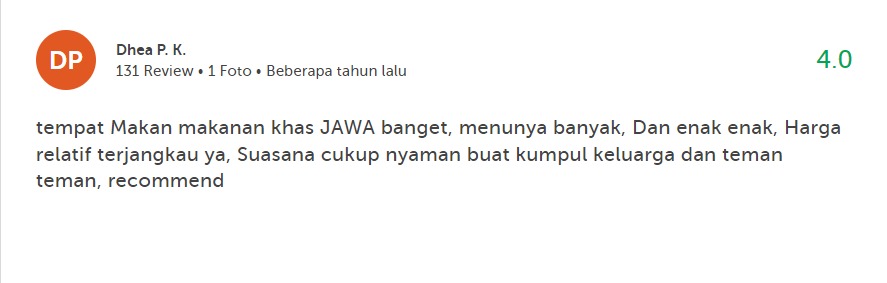 DP
Dhea P. K.
131 Review • 1 Foto • Beberapa tahun lalu
4.0
tempat Makan makanan khas JAWA banget, menunya banyak, Dan enak enak, Harga
relatif terjangkau ya, Suasana cukup nyaman buat kumpul keluarga dan teman
teman, recommend